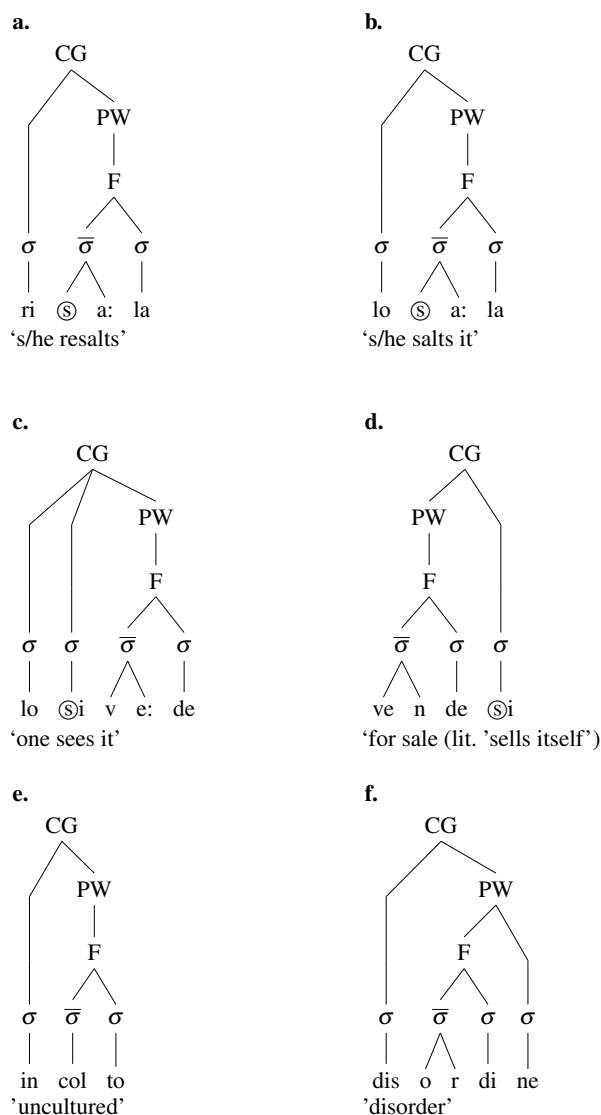 a. b.
CG CG
PW PW
F F
σ σ̅ σ σ σ̅ σ
ri ⓢ a: la lo ⓢ a: la
‘s/he resalts’ ‘s/he salts it’
c. d.
CG CG
PW PW
F F
σ σ σ̅ σ σ̅ σ σ
lo ⓢi v e: de ve n de ⓢi
‘one sees it’ ‘for sale (lit. 'sells itself’)
e. f.
CG CG
PW PW
F F
σ σ̅ σ σ σ̅ σ σ
in col to dis o r di ne
'uncultured’ 'disorder’